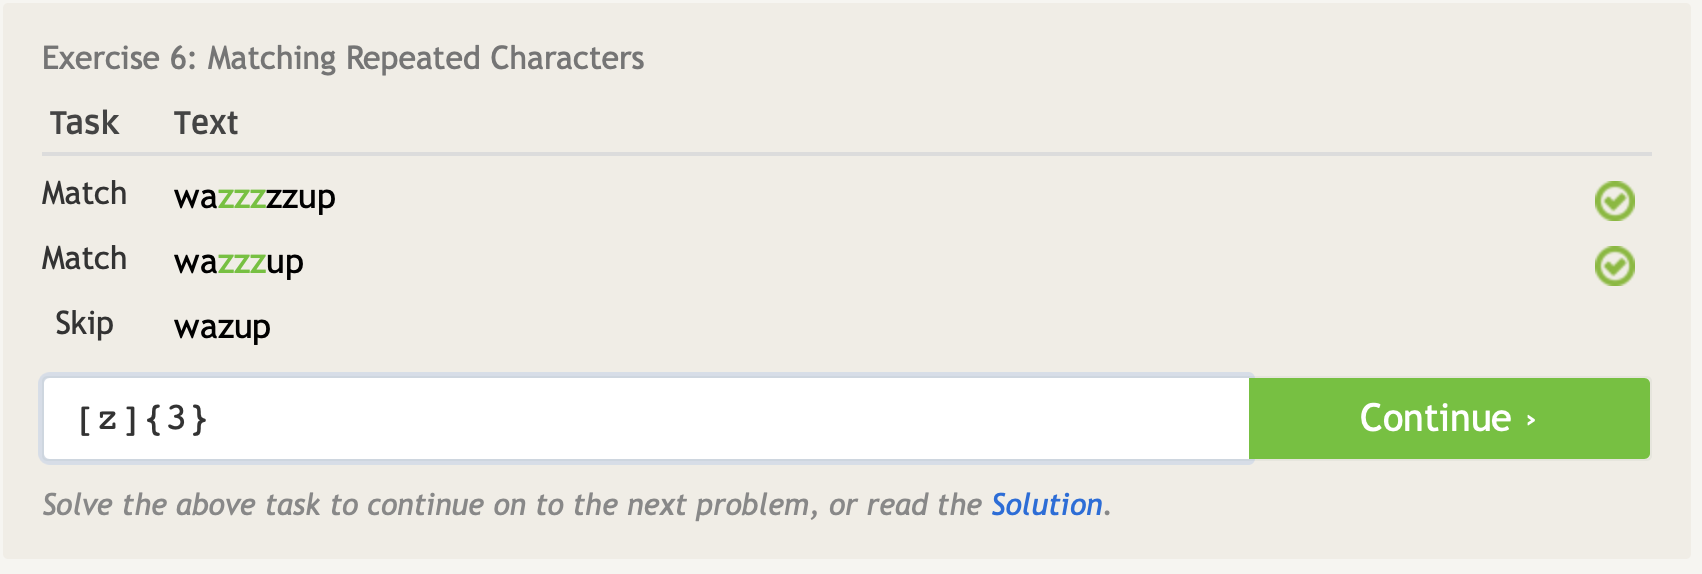 Exercise 6: Matching Repeated Characters
Task Text
Match wazzzzzup
Match wazzzup
Skip wazup
[z]{3} Continue ›
Solve the above task to continue on to the next problem, or read the Solution.